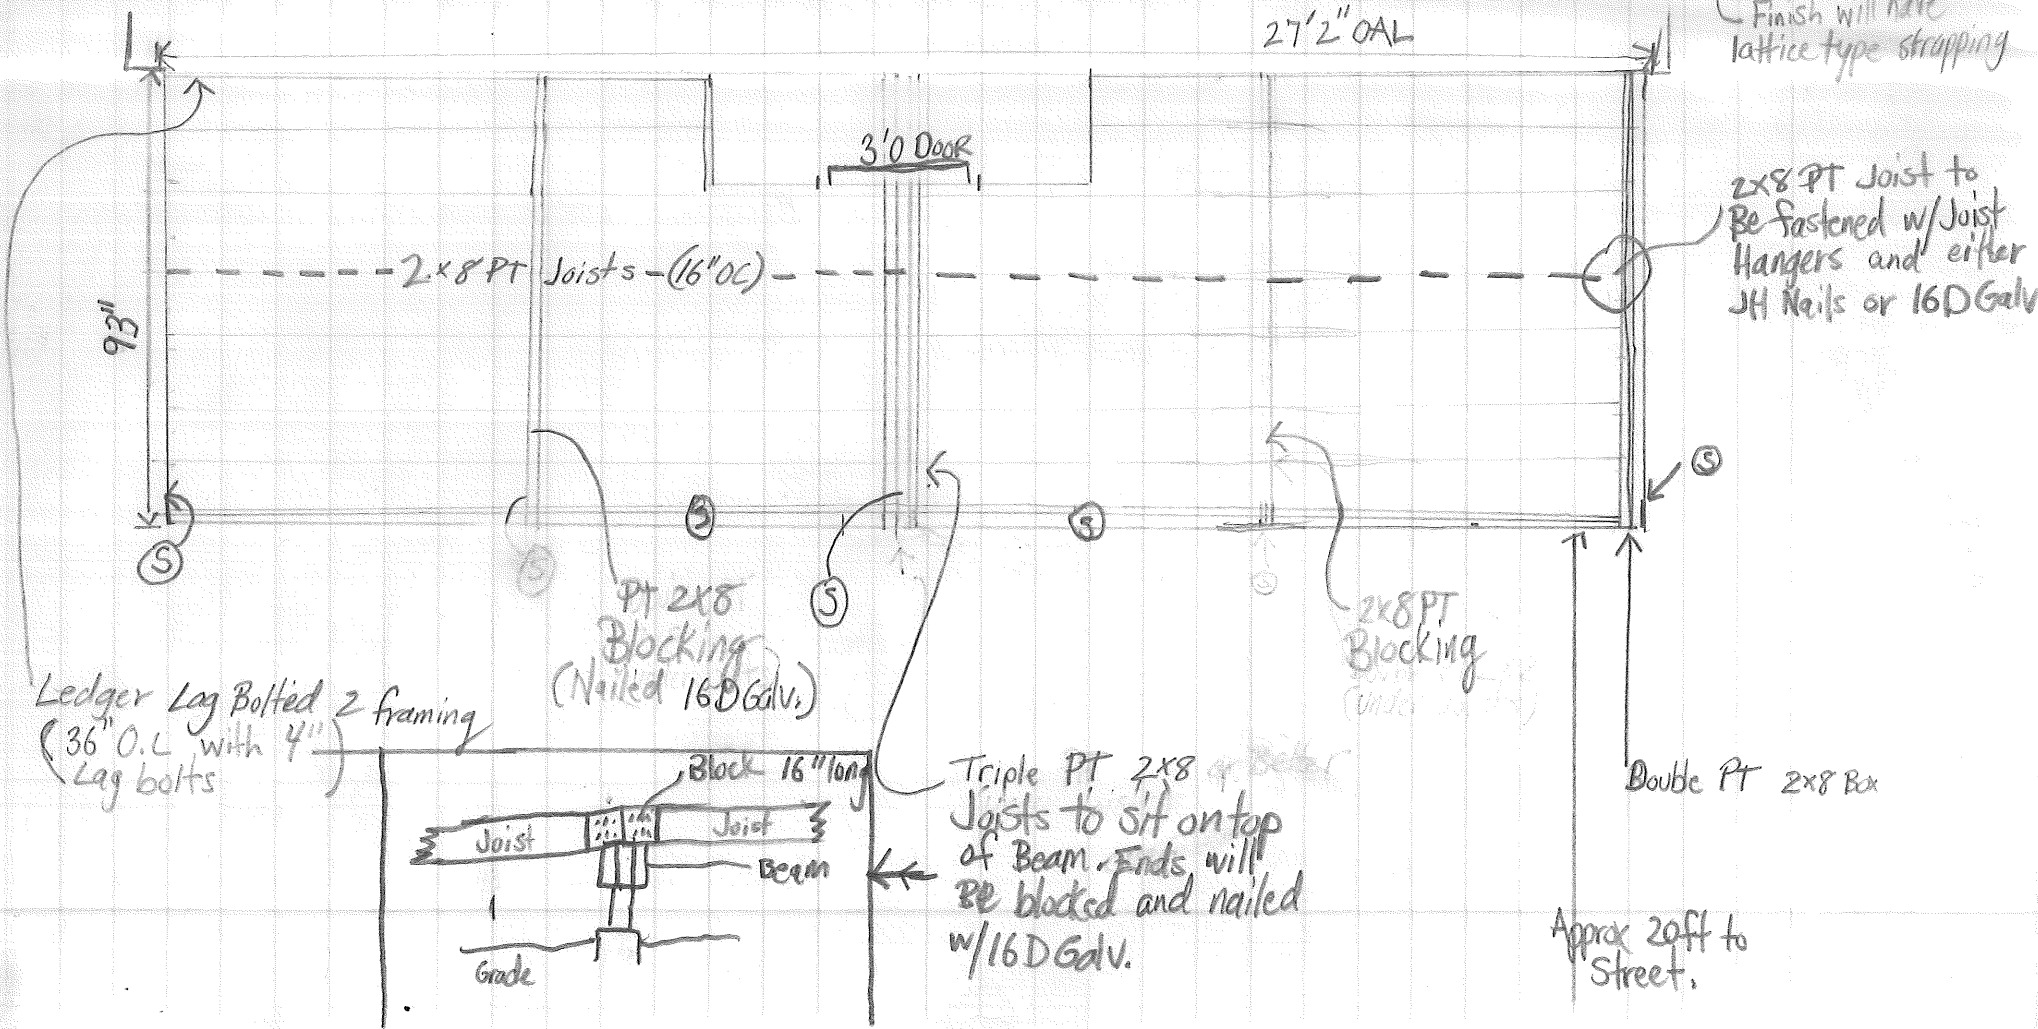 27'2" OAL
Finish will have
lattice type strapping
3'0 DOOR
2x8 PT Joist to
Be fastened w/Joist
Hangers and either
JH Nails or 16D Galv
2x8 PT Joists - (16" OC)
93"
S
S
S
S
S
S
S
S
PT 2x8
Blocking
(Nailed 16D Galv.)
2x8 PT
Blocking
Ledger Lag Bolted 2 framing
(36" O.C with 4")
Lag bolts
Block 16" long
Joist
Joist
Beam
Grade
Triple PT 2x8 or Better
Joists to sit on top
of Beam. Ends will
Be blocked and nailed
w/16D Galv.
Double PT 2x8 Box
Approx 20ft to
Street.